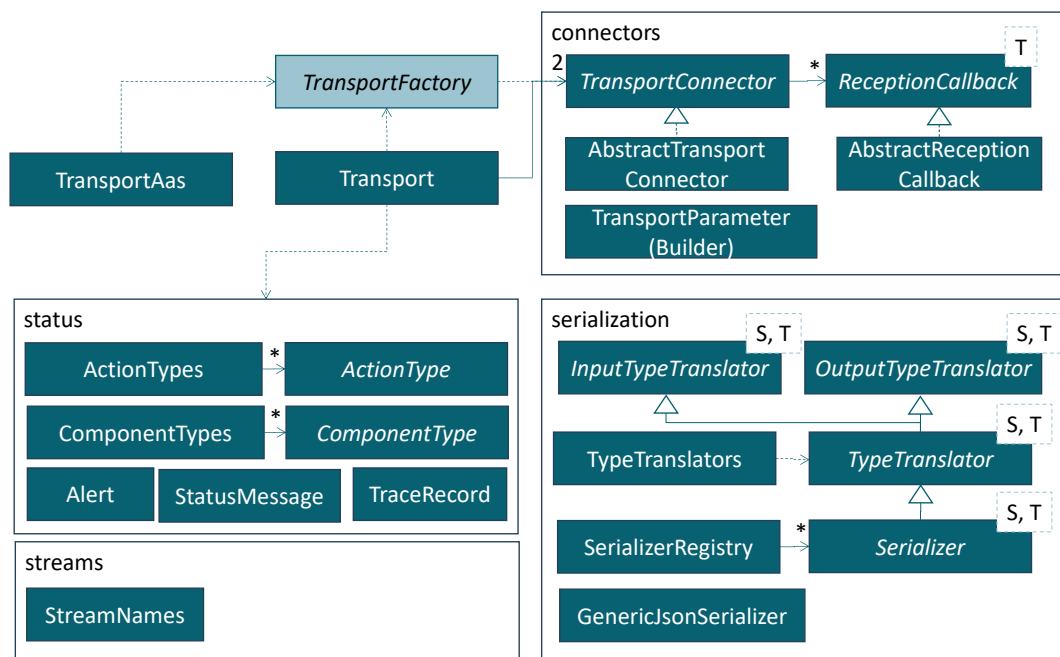 connectors
T
2
TransportFactory
TransportConnector
*
ReceptionCallback
TransportAas
Transport
AbstractTransport
Connector
AbstractReception
Callback
TransportParameter
(Builder)
status
ActionTypes
*
ActionType
ComponentTypes
*
ComponentType
Alert
StatusMessage
TraceRecord
streams
StreamNames
serialization
S, T
S, T
InputTypeTranslator
OutputTypeTranslator
S, T
TypeTranslators
TypeTranslator
S, T
SerializerRegistry
*
Serializer
GenericJsonSerializer